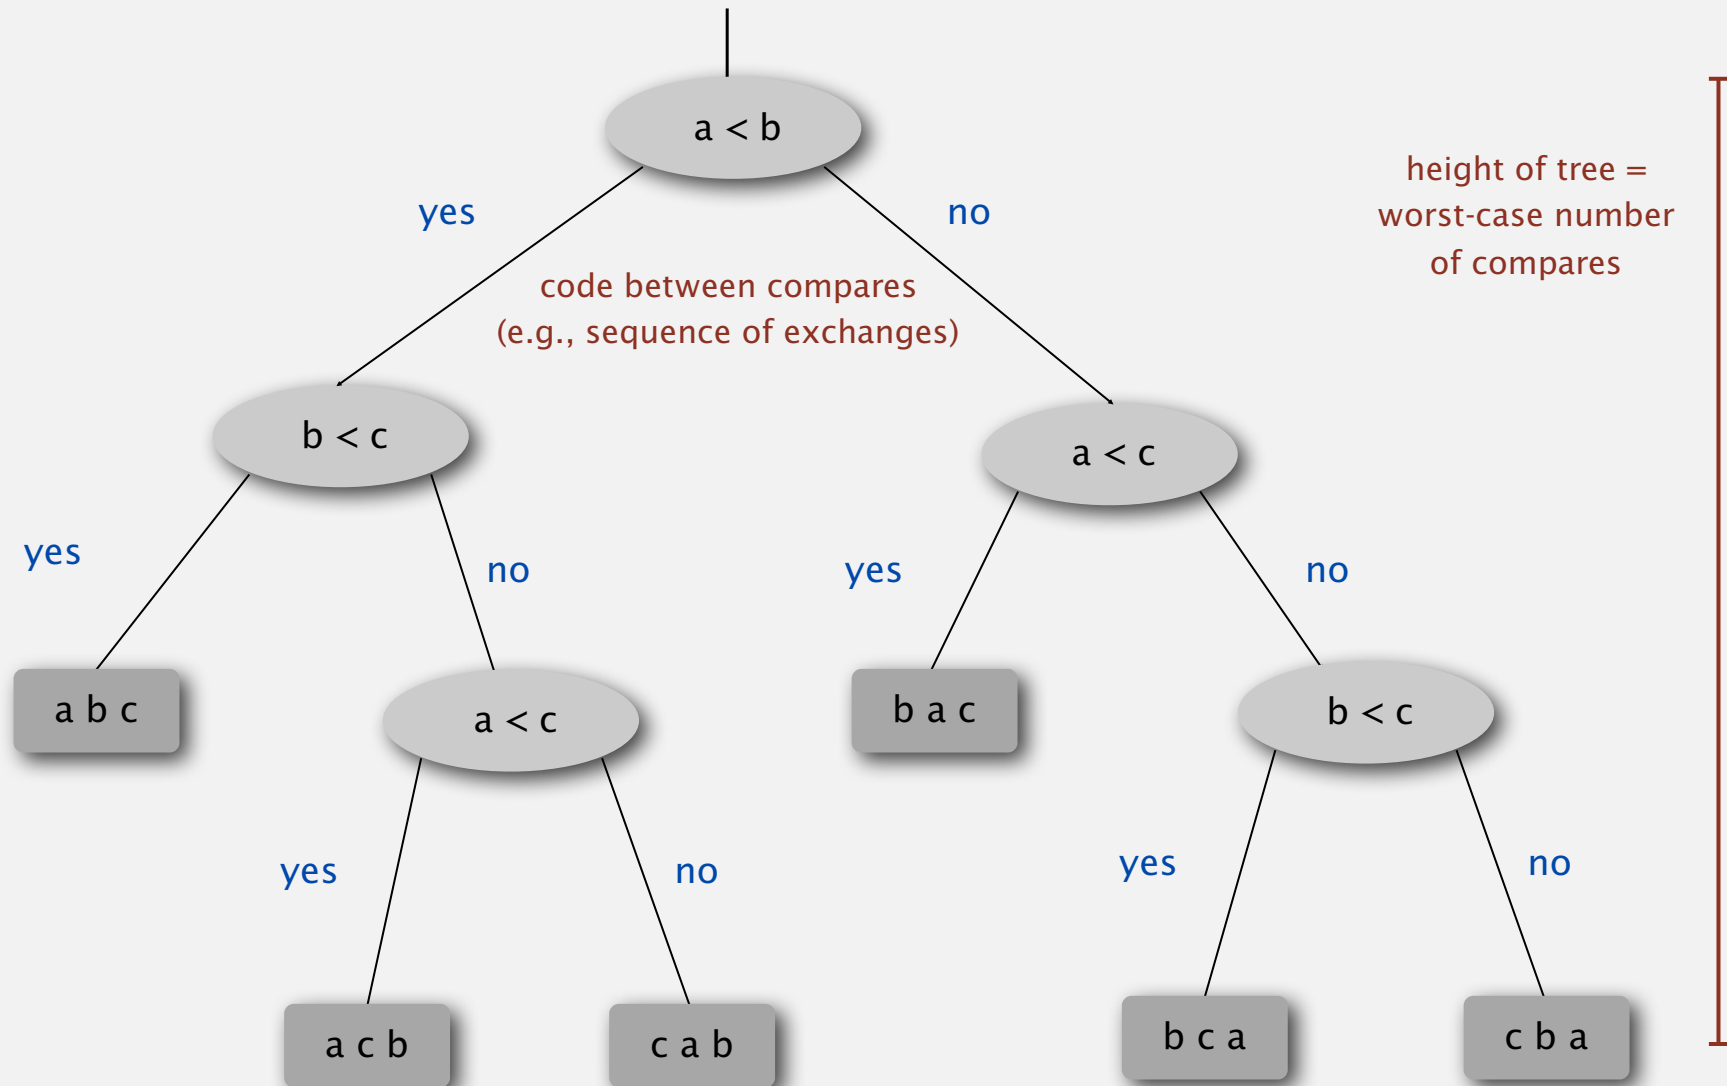 a < b
height of tree =
worst-case number
of compares
yes
no
code between compares
(e.g., sequence of exchanges)
b < c
a < c
yes
no
yes
no
a b c
a < c
b a c
b < c
yes
no
yes
no
a c b
c a b
b c a
c b a